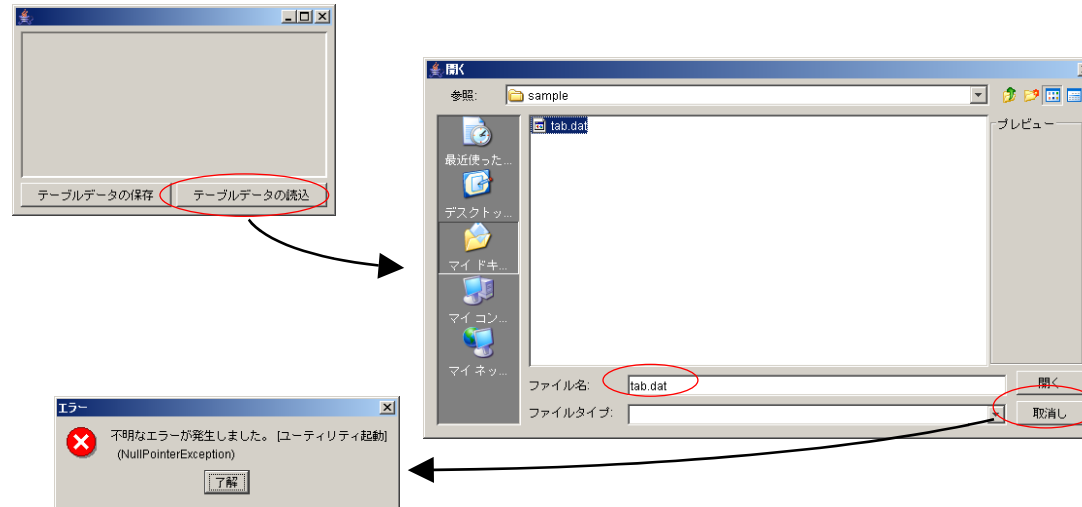 テーブルデータの保存
テーブルデータの読込
開く
参照:
sample
最近使った...
デスクトッ...
マイ ドキ...
マイ コン...
マイ ネッ...
tab.dat
プレビュー
ファイル名:
tab.dat
開く
ファイルタイプ:
取消し
エラー
不明なエラーが発生しました。 [ユーティリティ起動]
(NullPointerException)
了解